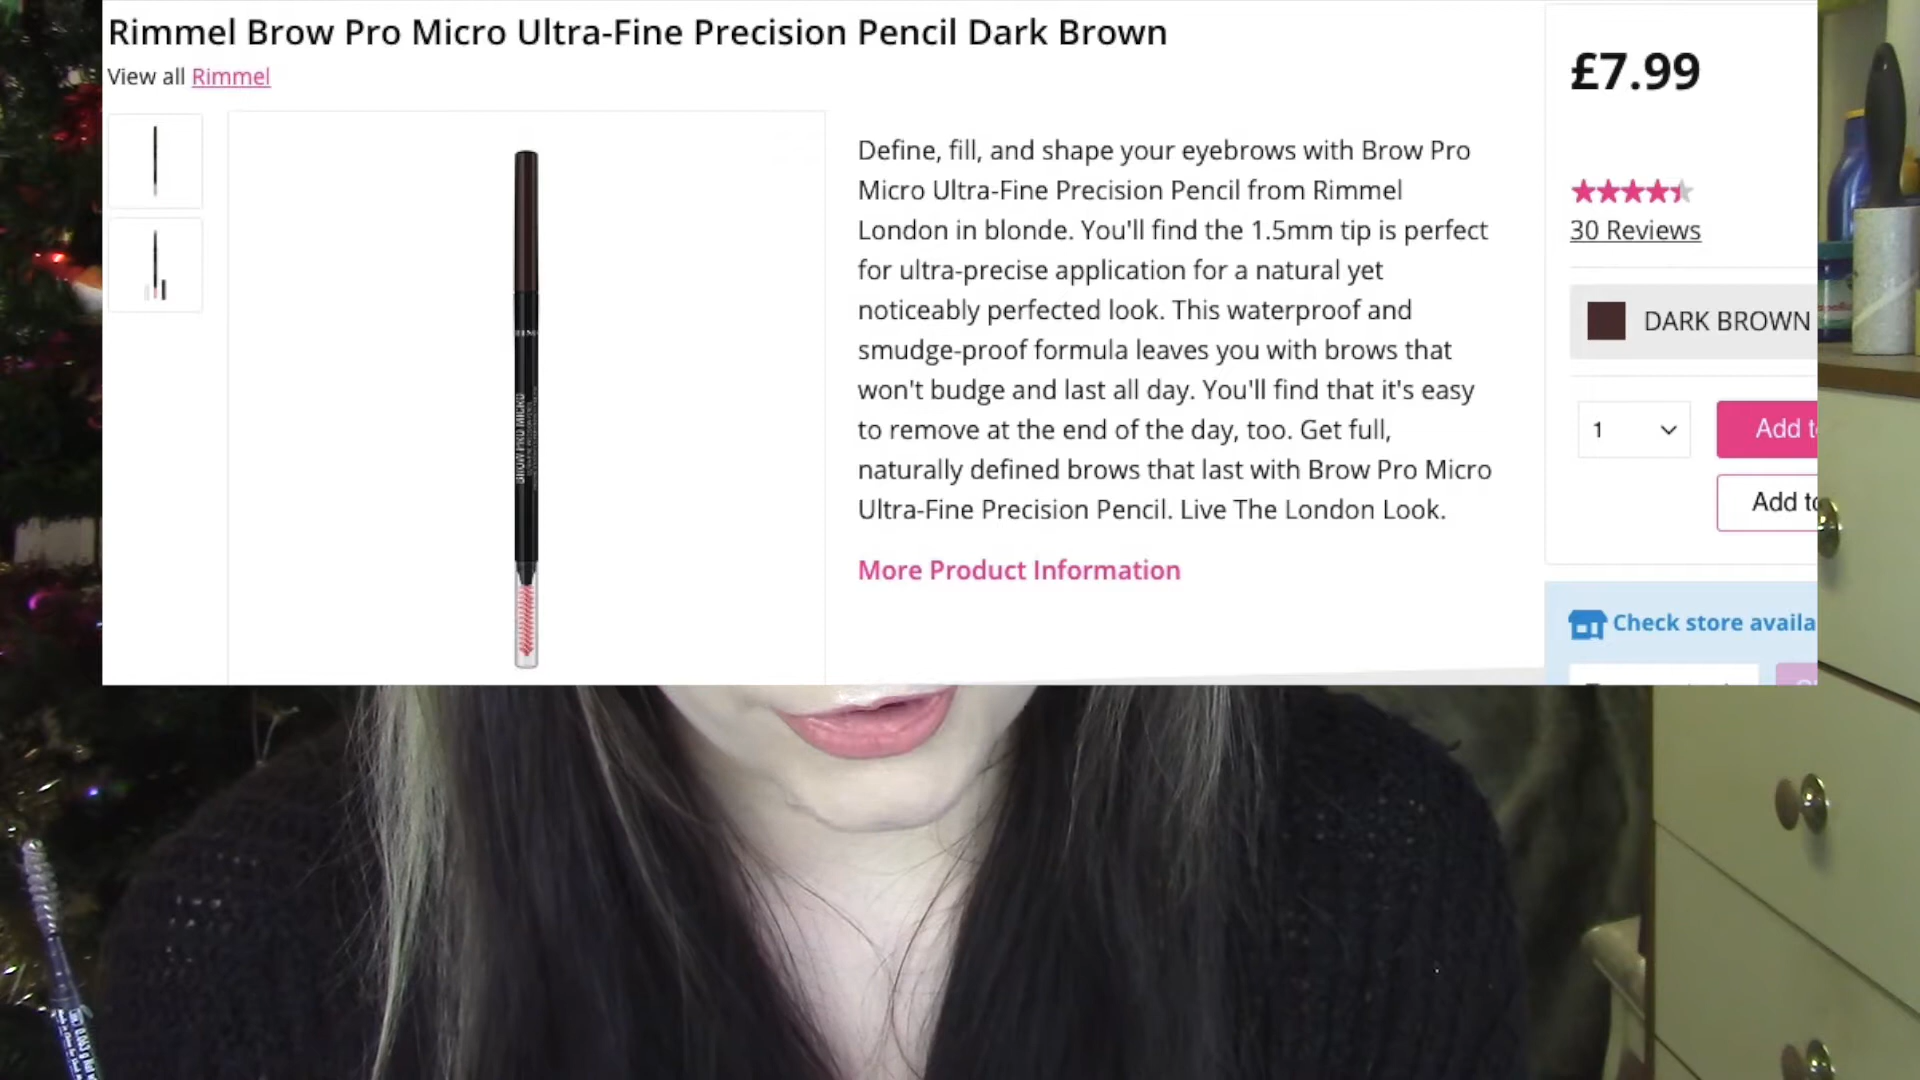 Rimmel Brow Pro Micro Ultra-Fine Precision Pencil Dark Brown
View all Rimmel
£7.99
30 Reviews
DARK BROWN
1
Add t
Add to
Define, fill, and shape your eyebrows with Brow Pro
Micro Ultra-Fine Precision Pencil from Rimmel
London in blonde. You'll find the 1.5mm tip is perfect
for ultra-precise application for a natural yet
noticeably perfected look. This waterproof and
smudge-proof formula leaves you with brows that
won't budge and last all day. You'll find that it's easy
to remove at the end of the day, too. Get full,
naturally defined brows that last with Brow Pro Micro
Ultra-Fine Precision Pencil. Live The London Look.
More Product Information
Check store availa
BROW PRO MICRO